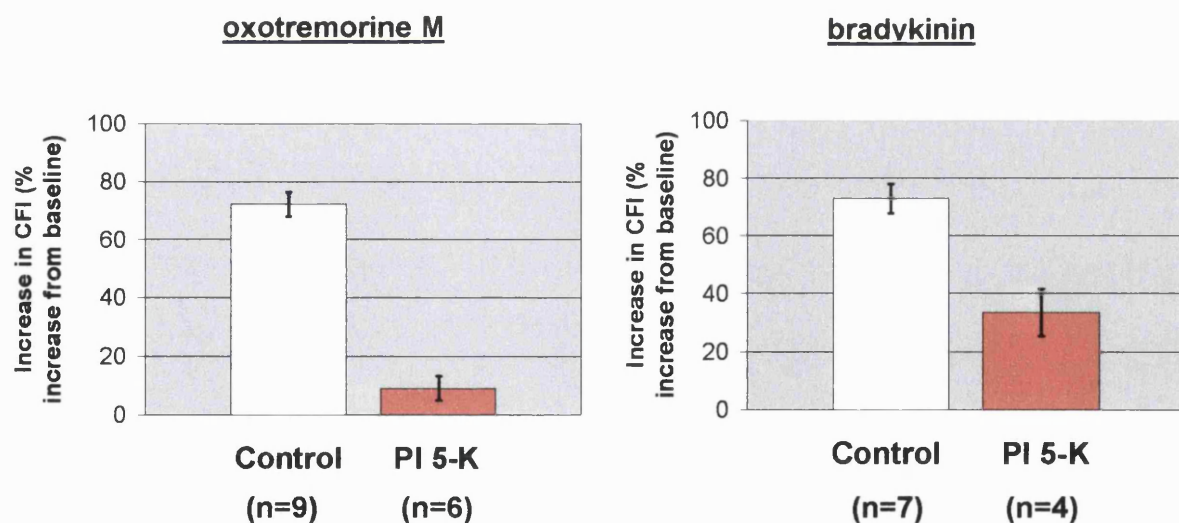 oxotremorine M
Increase in CFI (%
increase from baseline)
100
80
60
40
20
0
Control
PI 5-K
(n=9)
(n=6)
bradykinin
Increase in CFI (%
increase from baseline)
100
80
60
40
20
0
Control
PI 5-K
(n=7)
(n=4)